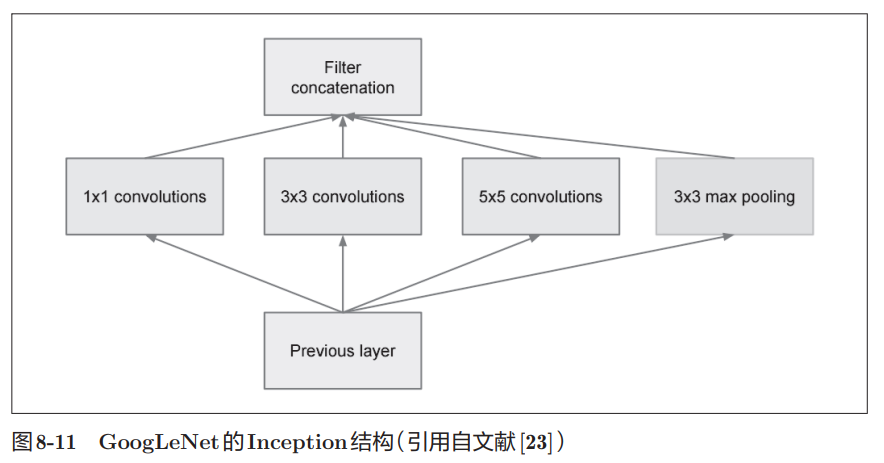 Filter
concatenation
1x1 convolutions
3x3 convolutions
5x5 convolutions
3x3 max pooling
Previous layer
图8-11 GoogLeNet的Inception结构（引用自文献[23]）